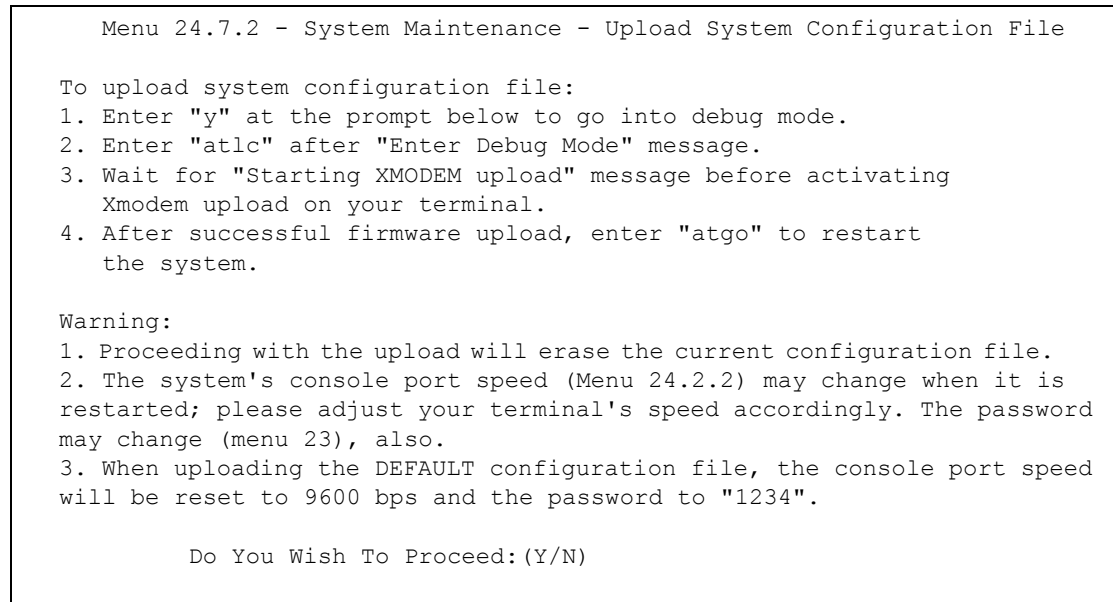 Menu 24.7.2 - System Maintenance - Upload System Configuration File
To upload system configuration file:
1. Enter "y" at the prompt below to go into debug mode.
2. Enter "atlc" after "Enter Debug Mode" message.
3. Wait for "Starting XMODEM upload" message before activating
Xmodem upload on your terminal.
4. After successful firmware upload, enter "atgo" to restart
the system.
Warning:
1. Proceeding with the upload will erase the current configuration file.
2. The system's console port speed (Menu 24.2.2) may change when it is
restarted; please adjust your terminal's speed accordingly. The password
may change (menu 23), also.
3. When uploading the DEFAULT configuration file, the console port speed
will be reset to 9600 bps and the password to "1234".
Do You Wish To Proceed:(Y/N)